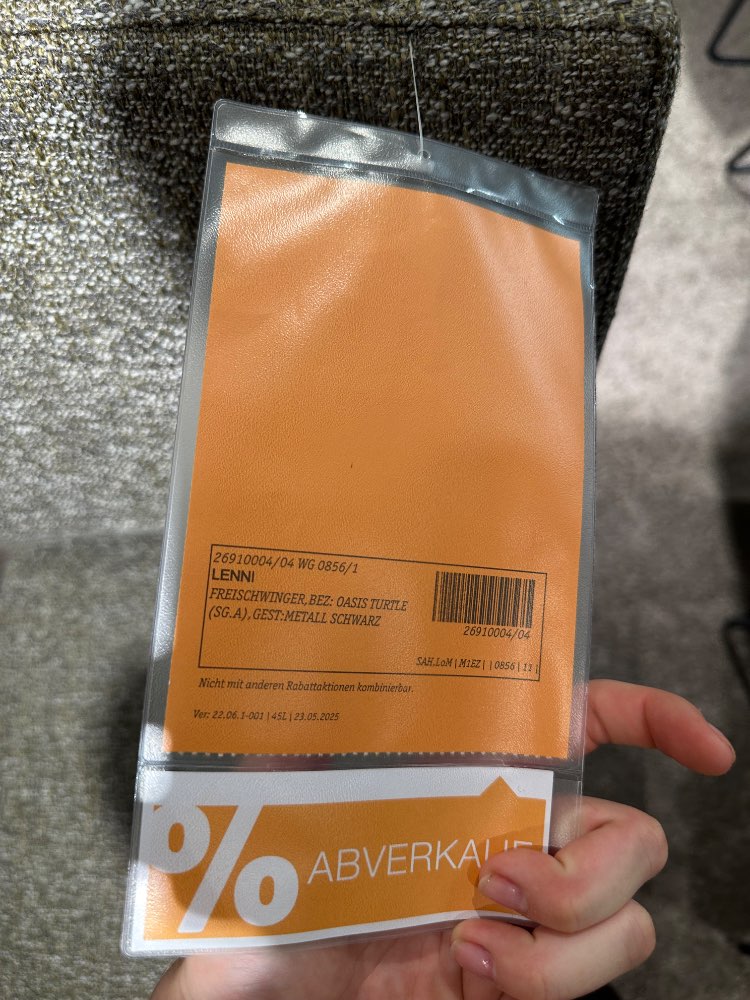 26910004/04 WG 0856/1
LENNI
FREISCHWINGER,BEZ: OASIS TURTLE
(SG.A),GEST:METALL SCHWARZ
26910004/04
SAH.LoM | M1EZ | | 0856 | 11 |
Nicht mit anderen Rabattaktionen kombinierbar.
Ver: 22.06.1-001 | 45L | 23.05.2025
% ABVERKAUF